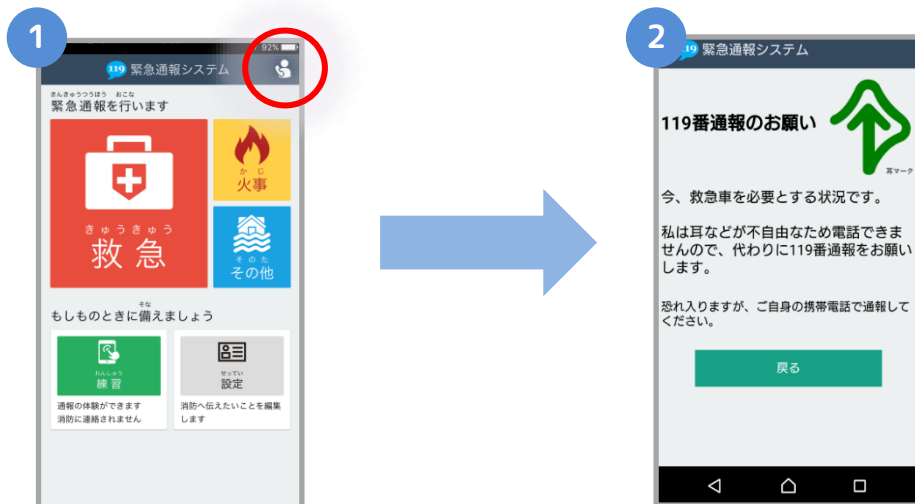 1
92%
119 緊急通報システム
きんきゅうつうほう おこな
緊急通報を行います
きゅうきゅう
救急
かじ
火事
そのた
その他
そな
もしものときに備えましょう
れんしゅう
練習
通報の体験ができます
消防に連絡されません
せってい
設定
消防へ伝えたいことを編集
します
2
19 緊急通報システム
119番通報のお願い
耳マーク
今、救急車を必要とする状況です。
私は耳などが不自由なため電話できま
せんので、代わりに119番通報をお願い
します。
恐れ入りますが、ご自身の携帯電話で通報して
ください。
戻る